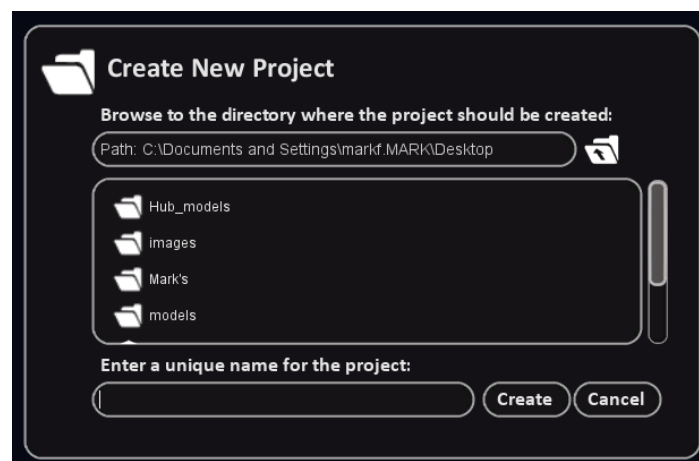 Create New Project
Browse to the directory where the project should be created:
Path: C:\Documents and Settings\markf.MARK\Desktop
Hub_models
images
Mark's
models
Enter a unique name for the project:
Create Cancel